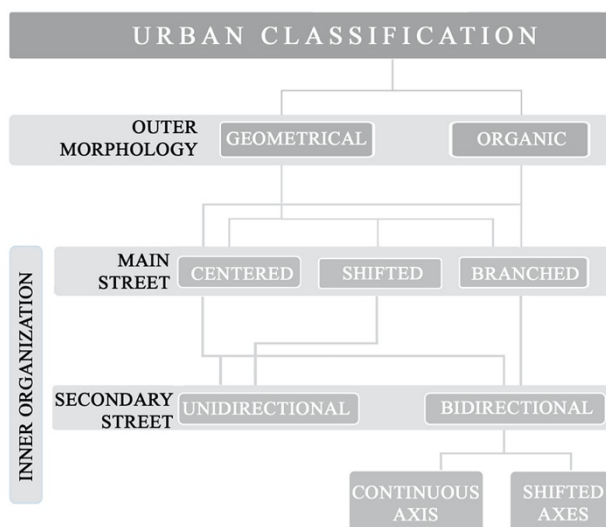 URBAN CLASSIFICATION
OUTER
MORPHOLOGY
GEOMETRICAL
ORGANIC
INNER ORGANIZATION
MAIN
STREET
CENTERED
SHIFTED
BRANCHED
SECONDARY
STREET
UNIDIRECTIONAL
BIDIRECTIONAL
CONTINUOUS
AXIS
SHIFTED
AXES